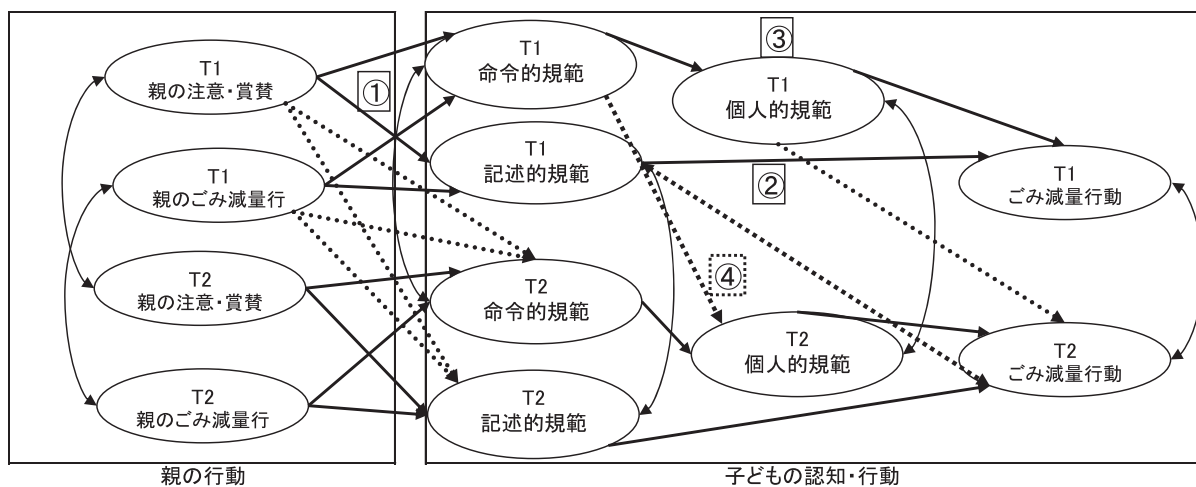 T1
親の注意・賞賛
T1
親のごみ減量行
T2
親の注意・賞賛
T2
親のごみ減量行
親の行動
①
T1
命令的規範
T1
記述的規範
T2
命令的規範
T2
記述的規範
③
T1
個人的規範
②
④
T2
個人的規範
T1
ごみ減量行動
T2
ごみ減量行動
子どもの認知・行動